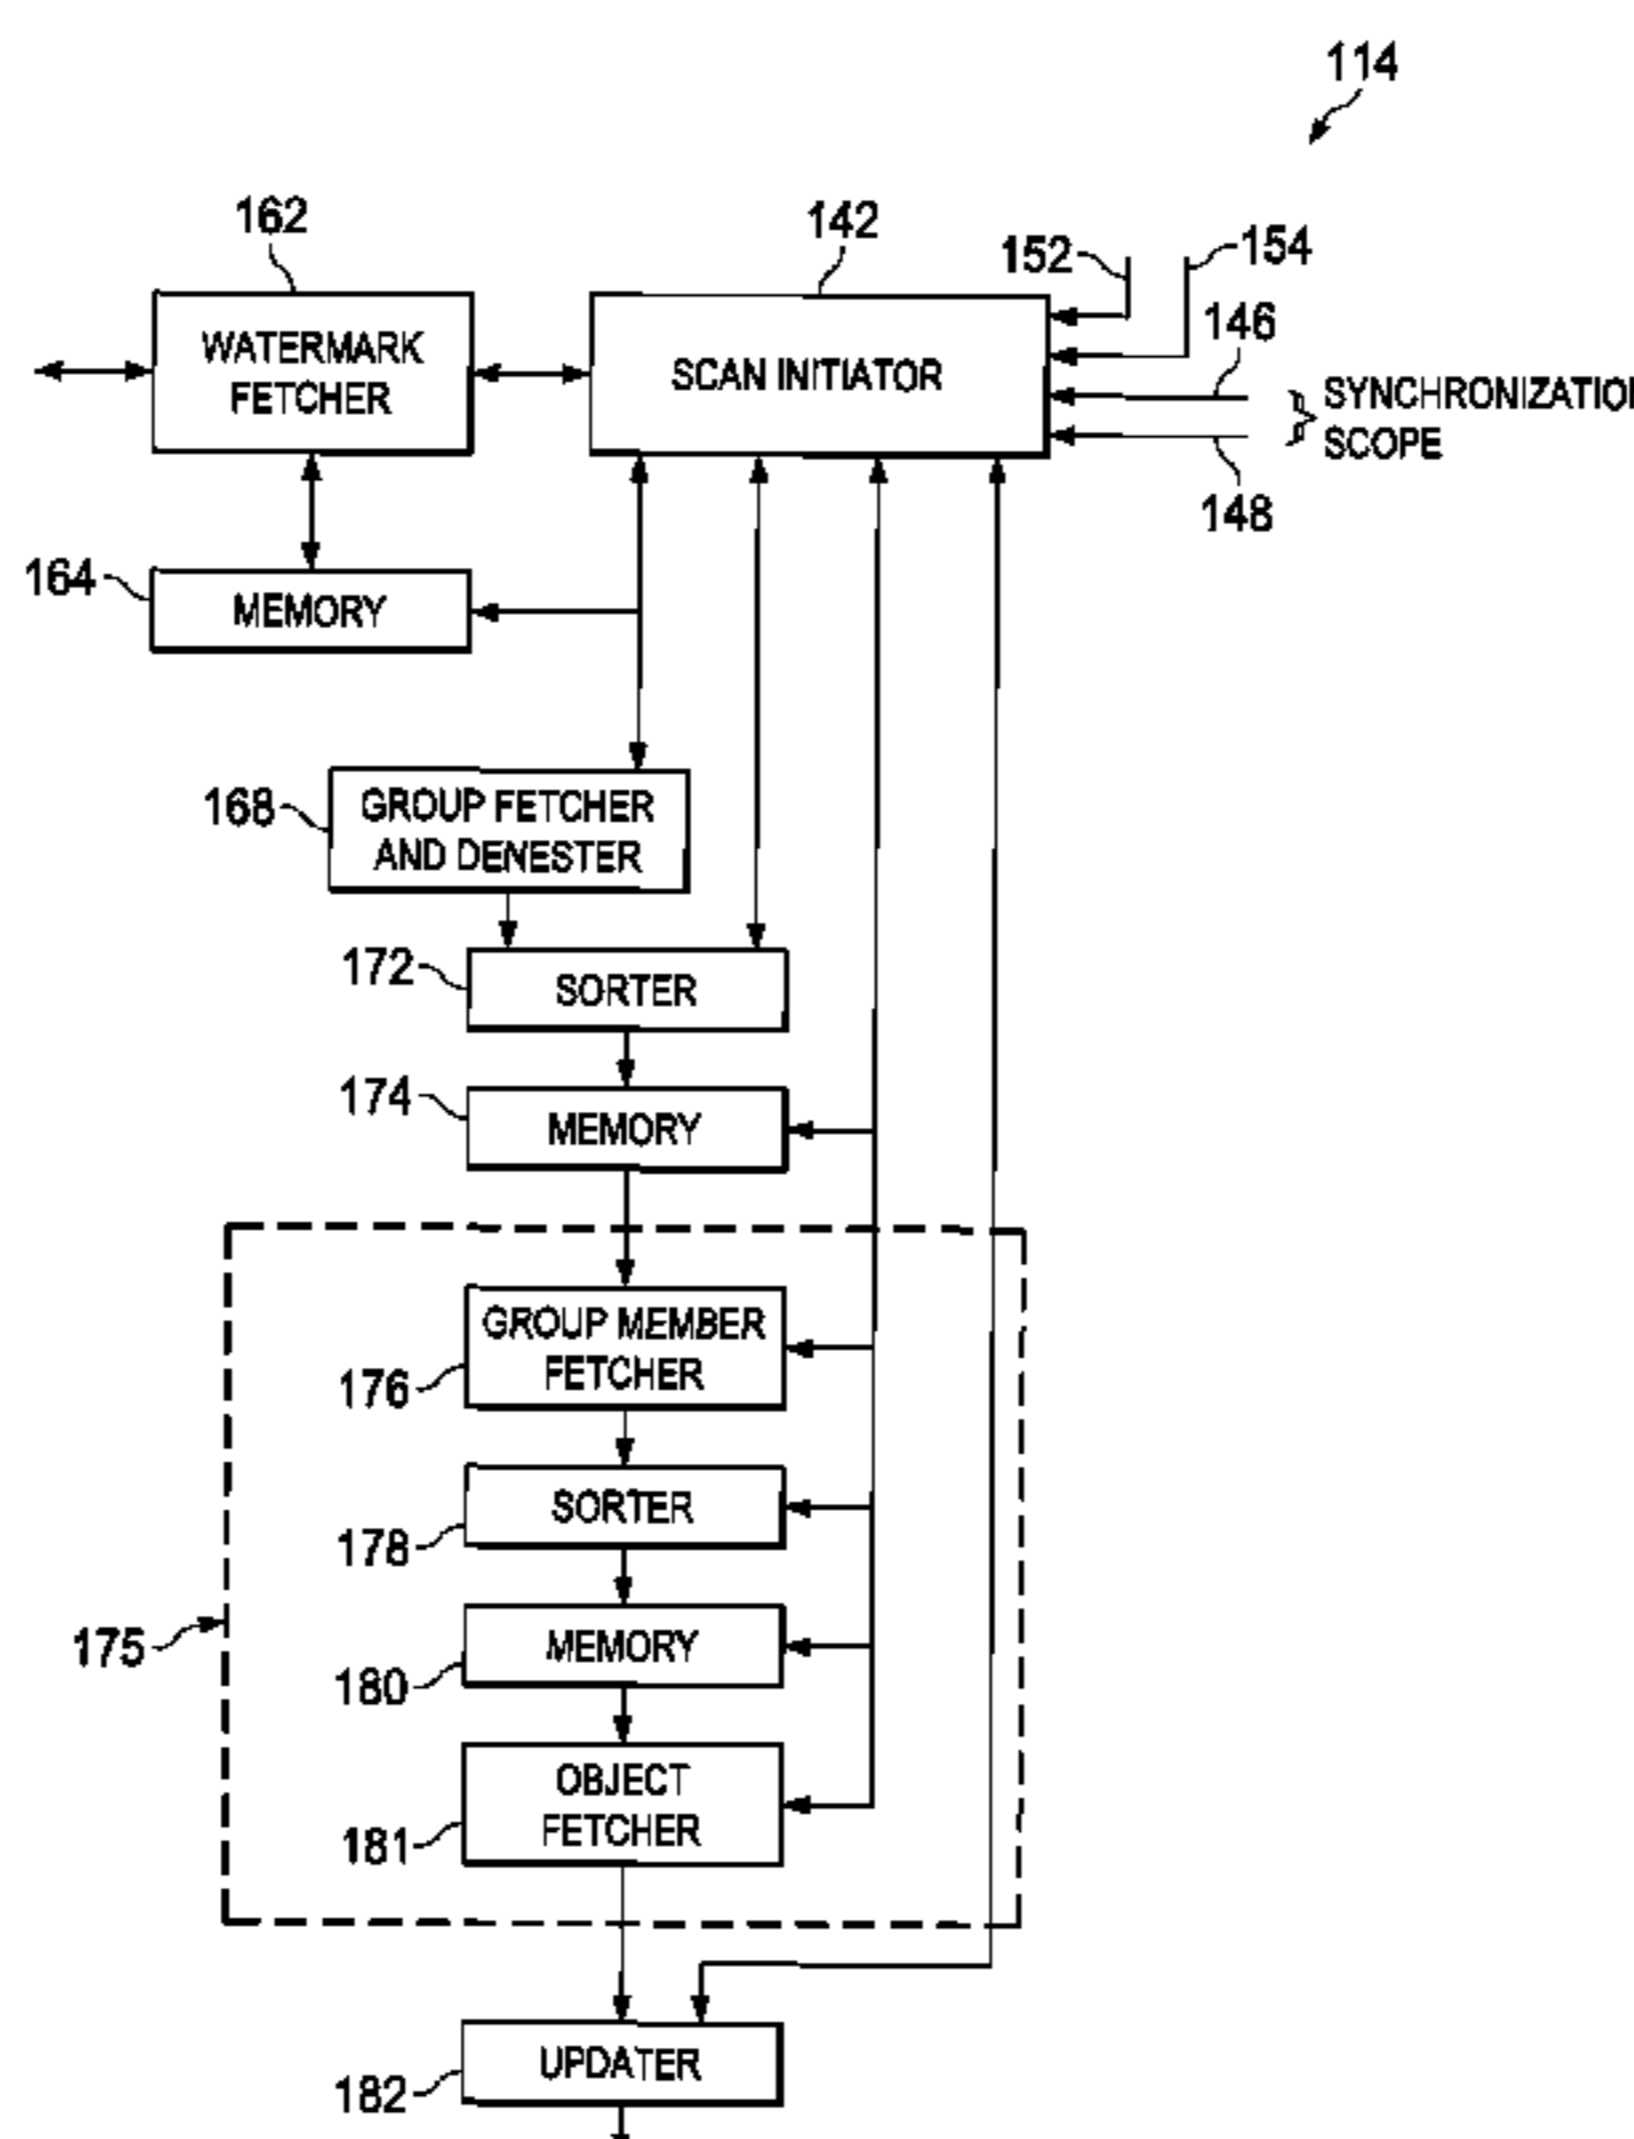 114
162
142
152
154
146
WATERMARK
FETCHER
SCAN INITIATOR
SYNCHRONIZATIO
SCOPE
148
164
MEMORY
168
GROUP FETCHER
AND DENESTER
172
SORTER
174
MEMORY
GROUP MEMBER
FETCHER
176
SORTER
178
175
MEMORY
180
OBJECT
FETCHER
181
UPDATER
182